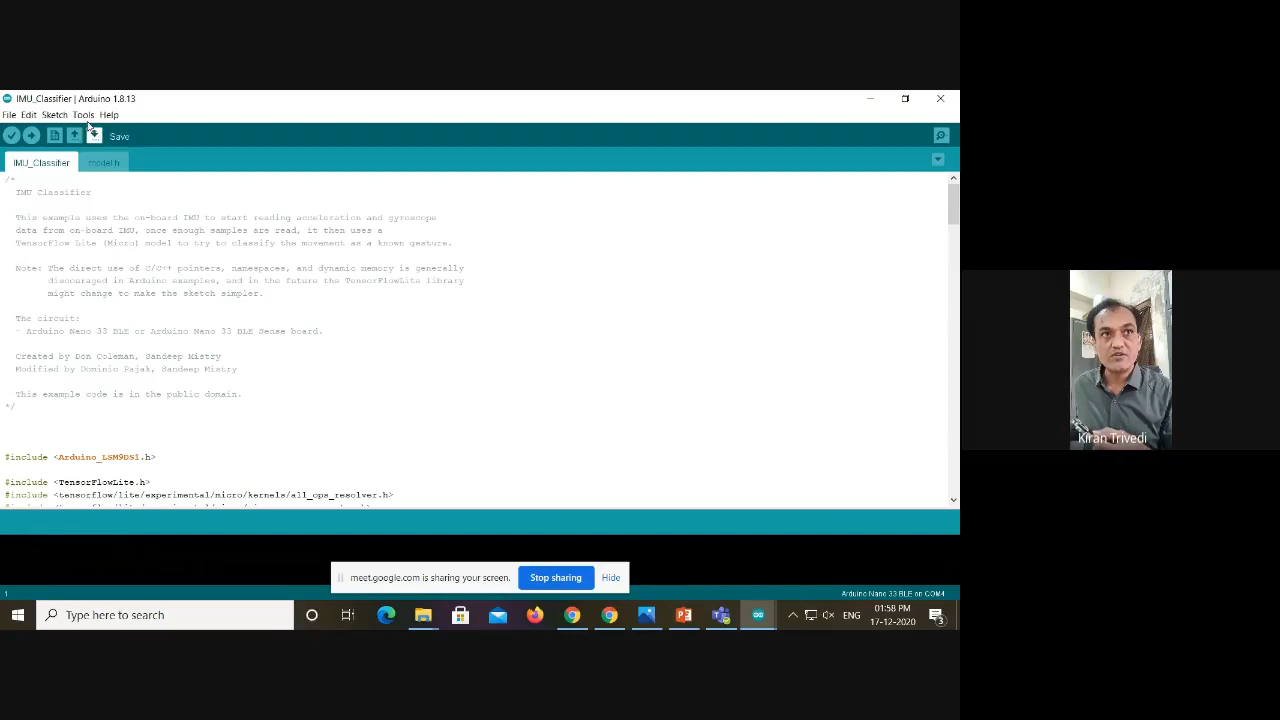 IMU_Classifier | Arduino 1.8.13
File Edit Sketch Tools Help
Save
IMU_Classifier model.h
/*
IMU Classifier
This example uses the on-board IMU to start reading acceleration and gyroscope
data from on-board IMU, once enough samples are read, it then uses a
TensorFlow Lite (Micro) model to try to classify the movement as a known gesture.
Note: The direct use of C/C++ pointers, namespaces, and dynamic memory is generally
discouraged in Arduino examples, and in the future the TensorFlowLite library
might change to make the sketch simpler.
The circuit:
- Arduino Nano 33 BLE or Arduino Nano 33 BLE Sense board.
Created by Don Coleman, Sandeep Mistry
Modified by Dominic Pajak, Sandeep Mistry
This example code is in the public domain.
*/
#include <Arduino_LSM9DS1.h>
#include <TensorFlowLite.h>
#include <tensorflow/lite/experimental/micro/kernels/all_ops_resolver.h>
Kiran Trivedi
meet.google.com is sharing your screen. Stop sharing Hide
1 Arduino Nano 33 BLE on COM4
Type here to search
ENG
01:58 PM
17-12-2020
3